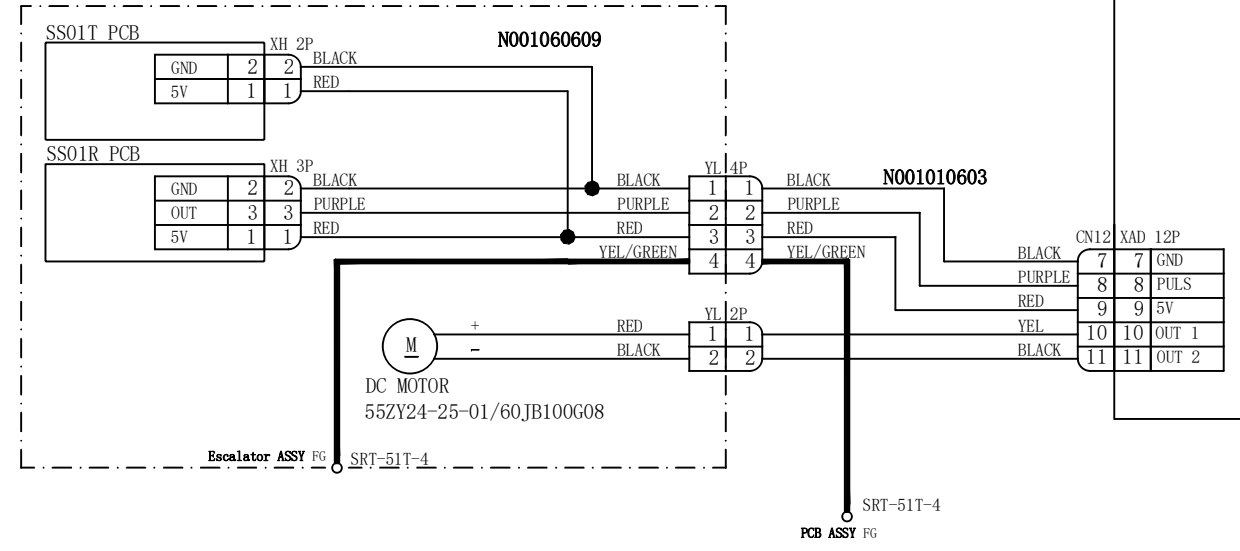 SS01T PCB
XH 2P
N001060609
GND 2 2 BLACK
5V 1 1 RED
SS01R PCB
XH 3P
GND 2 2 BLACK
OUT 3 3 PURPLE
5V 1 1 RED
YL 4P
N001010603
BLACK 1 1 BLACK
PURPLE 2 2 PURPLE
RED 3 3 RED
YEL/GREEN 4 4 YEL/GREEN
CN12 XAD 12P
BLACK 7 7 GND
PURPLE 8 8 PULS
RED 9 9 5V
YEL 10 10 OUT 1
BLACK 11 11 OUT 2
YL 2P
M + RED 1 1
- BLACK 2 2
DC MOTOR
55ZY24-25-01/60JB100G08
Escalator ASSY FG SRT-51T-4
SRT-51T-4
PCB ASSY FG